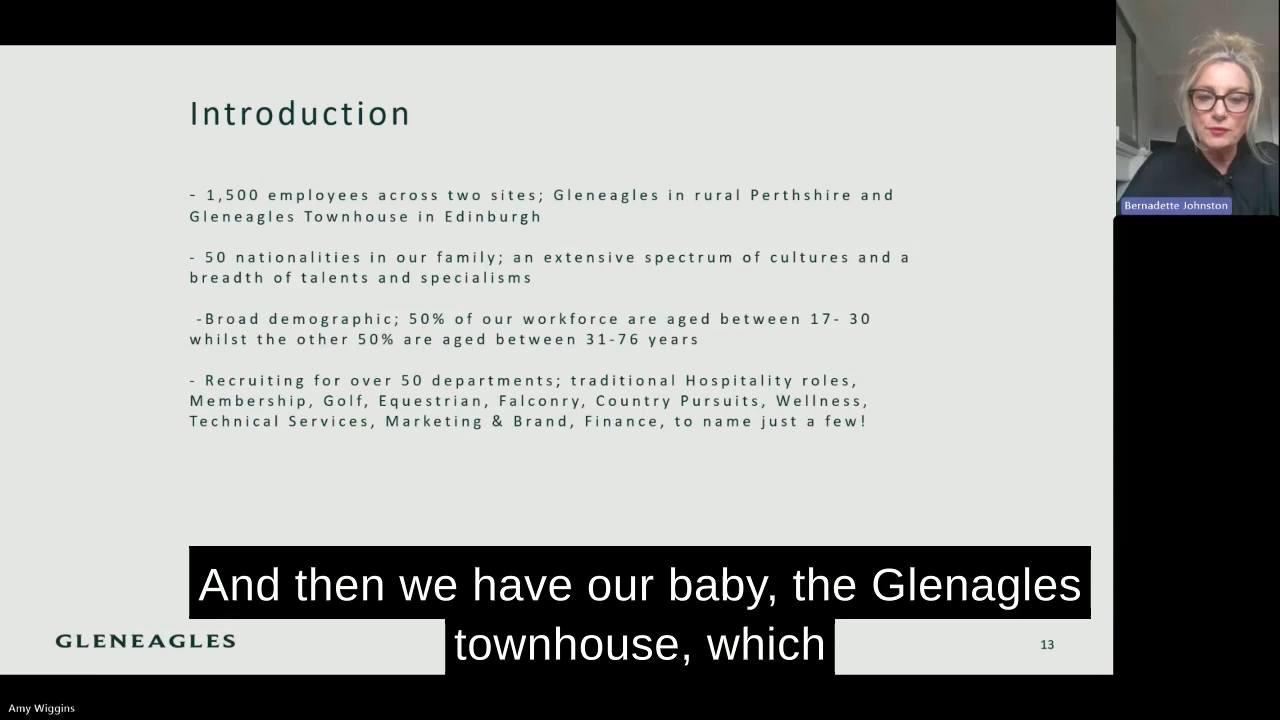 Introduction
- 1,500 employees across two sites; Gleneagles in rural Perthshire and
Gleneagles Townhouse in Edinburgh
- 50 nationalities in our family; an extensive spectrum of cultures and a
breadth of talents and specialisms
-Broad demographic; 50% of our workforce are aged between 17- 30
whilst the other 50% are aged between 31-76 years
- Recruiting for over 50 departments; traditional Hospitality roles,
Membership, Golf, Equestrian, Falconry, Country Pursuits, Wellness,
Technical Services, Marketing & Brand, Finance, to name just a few!
And then we have our baby, the Glenagles
townhouse, which
GLENEAGLES
13
Bernadette Johnston
Amy Wiggins